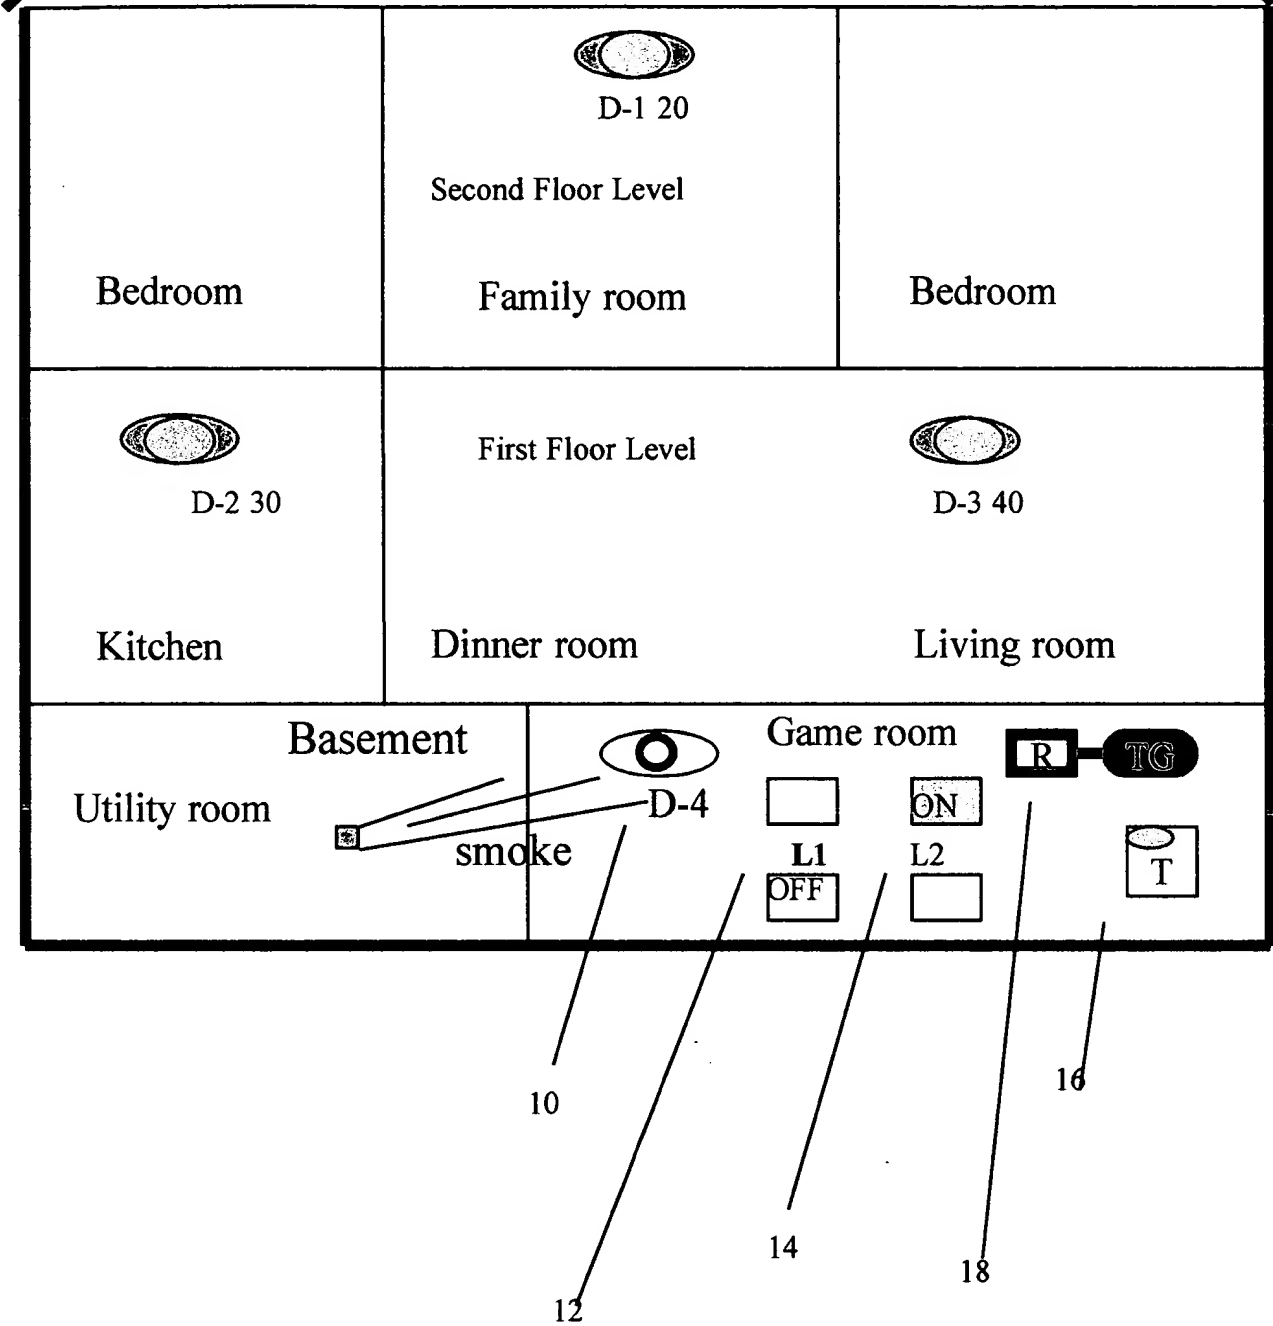 D-1 20
Second Floor Level
Bedroom
Family room
Bedroom
First Floor Level
D-2 30
D-3 40
Kitchen
Dinner room
Living room
Basement
Game room
R
TG
Utility room
D-4
ON
smoke
L1
L2
T
OFF
16
10
14
18
12